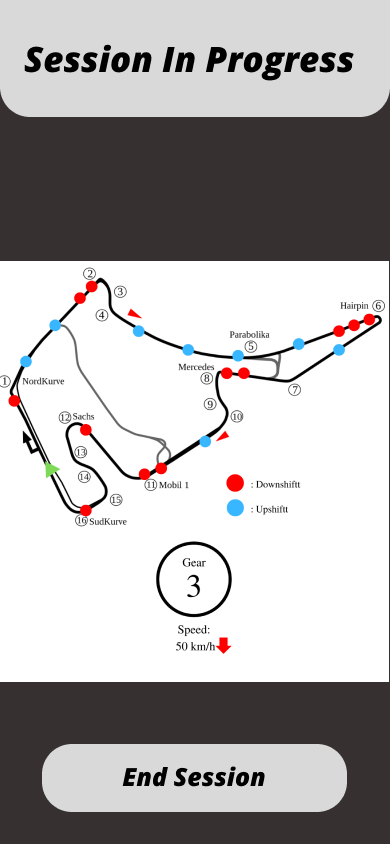 Session In Progress
2
3
4
Hairpin 6
Parabolika
5
Mercedes
8
7
1 NordKurve
9
10
12 Sachs
13
14
11 Mobil 1
15
16 SudKurve
: Downshiftt
: Upshiftt
Gear
3
Speed:
50 km/h
End Session